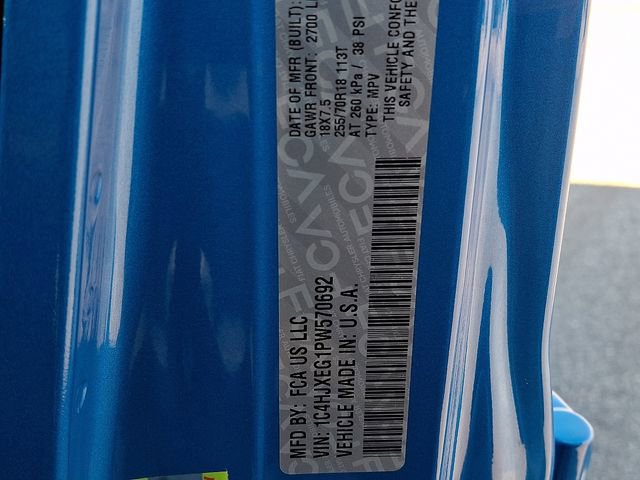 MFD BY: FCA US LLC
DATE OF MFR (BUILT):
GAWR FRONT: 2700 L
18X7.5
255/70R18 113T
AT 260 kPa / 38 PSI
VIN: 1C4HJXEG1PW570692
TYPE: MPV
VEHICLE MADE IN: U.S.A.
THIS VEHICLE CONFO
SAFETY AND THE